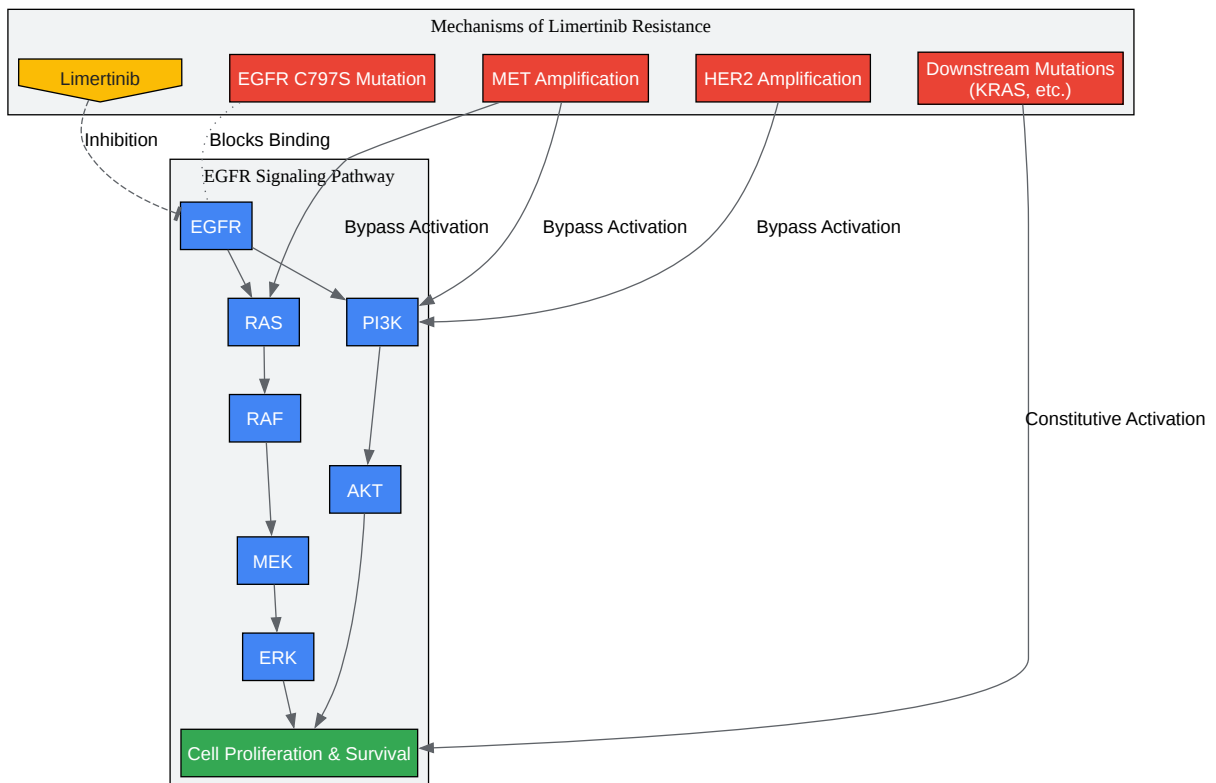 Mechanisms of Limertinib Resistance
Limertinib
EGFR C797S Mutation
MET Amplification
HER2 Amplification
Downstream Mutations
(KRAS, etc.)
Inhibition
Blocks Binding
EGFR Signaling Pathway
EGFR
Bypass Activation
Bypass Activation
Bypass Activation
RAS
PI3K
RAF
Constitutive Activation
AKT
MEK
ERK
Cell Proliferation & Survival